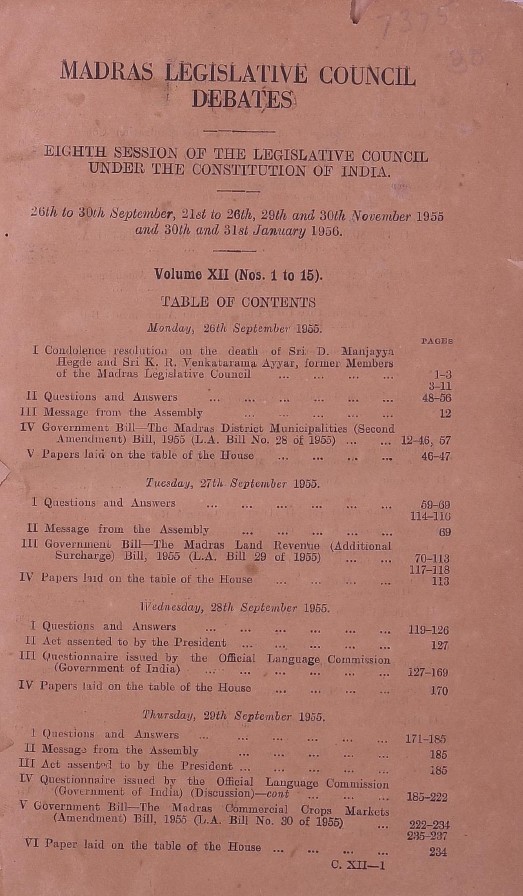 7375
MADRAS LEGISLATIVE COUNCIL
DEBATES
EIGHTH SESSION OF THE LEGISLATIVE COUNCIL
UNDER THE CONSTITUTION OF INDIA.
26th to 30th September, 21st to 26th, 29th and 30th November 1955
and 30th and 31st January 1956.
Volume XII (Nos. 1 to 15).
TABLE OF CONTENTS
Monday, 26th September 1955.
PAGES
I Condolence resolution on the death of Sri D. Manjayya
Hegde and Sri K. R. Venkatarama Ayyar, former Members
of the Madras Legislative Council ... ... ... ... 1-3
3-11
II Questions and Answers ... ... ... ... ... ... 48-56
III Message from the Assembly ... ... ... ... ... 12
IV Government Bill—The Madras District Municipalities (Second
Amendment) Bill, 1955 (L.A. Bill No. 28 of 1955) ... ... 12-46, 57
V Papers laid on the table of the House ... ... ... ... 46-47
Tuesday, 27th September 1955.
I Questions and Answers ... ... ... ... ... ... 59-69
114-116
II Message from the Assembly ... ... ... ... ... 69
III Government Bill—The Madras Land Revenue (Additional
Surcharge) Bill, 1955 (L.A. Bill 29 of 1955) ... ... 70-113
117-118
IV Papers laid on the table of the House ... ... ... ... 113
Wednesday, 28th September 1955.
I Questions and Answers ... ... ... ... ... ... 119-126
II Act assented to by the President ... ... ... ... ... 127
III Questionnaire issued by the Official Language Commission
(Government of India) ... ... ... ... ... ... 127-169
IV Papers laid on the table of the House ... ... ... ... 170
Thursday, 29th September 1955.
I Questions and Answers ... ... ... ... ... ... 171-185
II Message from the Assembly ... ... ... ... ... 185
III Act assented to by the President ... ... ... ... ... 185
IV Questionnaire issued by the Official Language Commission
(Government of India) (Discussion)—cont ... ... ... 185-222
V Government Bill—The Madras Commercial Crops Markets
(Amendment) Bill, 1955 (L.A. Bill No. 30 of 1955) ... 222-234
235-237
VI Paper laid on the table of the House ... ... ... ... 234
C. XII—1